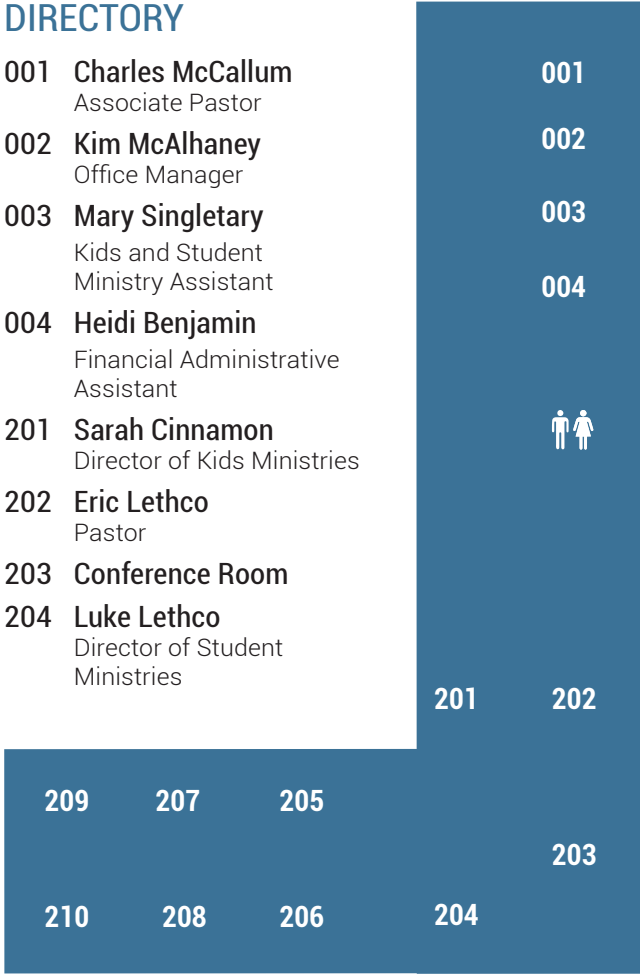 DIRECTORY
001 Charles McCallum
Associate Pastor
002 Kim McAlhaney
Office Manager
003 Mary Singletary
Kids and Student
Ministry Assistant
004 Heidi Benjamin
Financial Administrative
Assistant
201 Sarah Cinnamon
Director of Kids Ministries
202 Eric Lethco
Pastor
203 Conference Room
204 Luke Lethco
Director of Student
Ministries
001
002
003
004
201 202
209 207 205
203
210 208 206 204